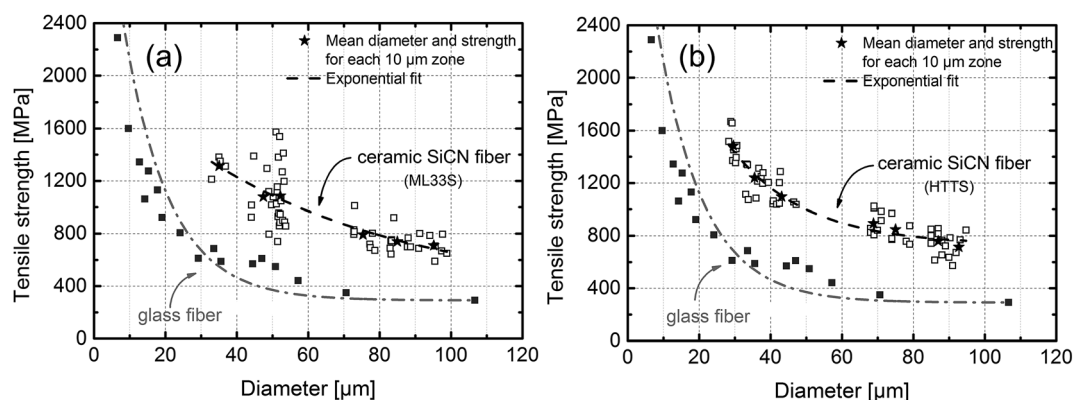 (a)
Mean diameter and strength
for each 10 µm zone
Exponential fit
ceramic SiCN fiber
(ML33S)
glass fiber
Tensile strength [MPa]
2400
2000
1600
1200
800
400
0
0 20 40 60 80 100 120
Diameter [µm]
(b)
Mean diameter and strength
for each 10 µm zone
Exponential fit
ceramic SiCN fiber
(HTTS)
glass fiber
Tensile strength [MPa]
2400
2000
1600
1200
800
400
0
0 20 40 60 80 100 120
Diameter [µm]